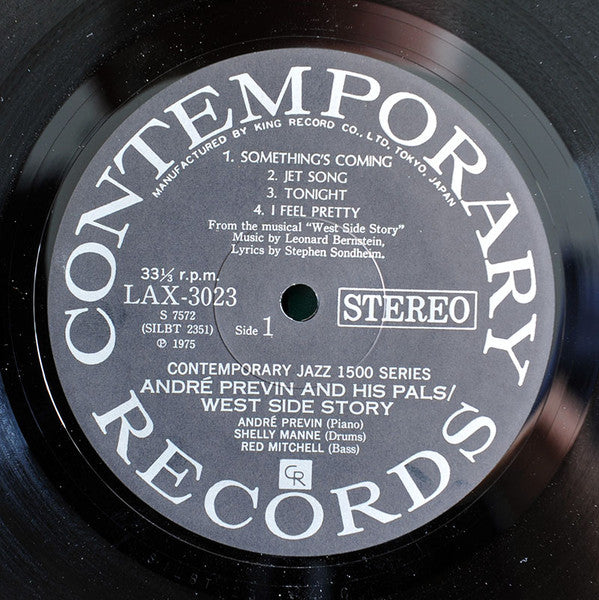 CONTEMPORARY
MANUFACTURED BY KING RECORD CO., LTD, TOKYO, JAPAN
1. SOMETHING'S COMING
2. JET SONG
3. TONIGHT
4. I FEEL PRETTY
From the musical "West Side Story"
Music by Leonard Bernstein,
Lyrics by Stephen Sondheim.
33⅓ r.p.m.
LAX-3023
STEREO
S 7572
(SILBT 2351)
Side 1
℗ 1975
CONTEMPORARY JAZZ 1500 SERIES
ANDRÉ PREVIN AND HIS PALS/
WEST SIDE STORY
ANDRÉ PREVIN (Piano)
SHELLY MANNE (Drums)
RED MITCHELL (Bass)
CR
RECORDS